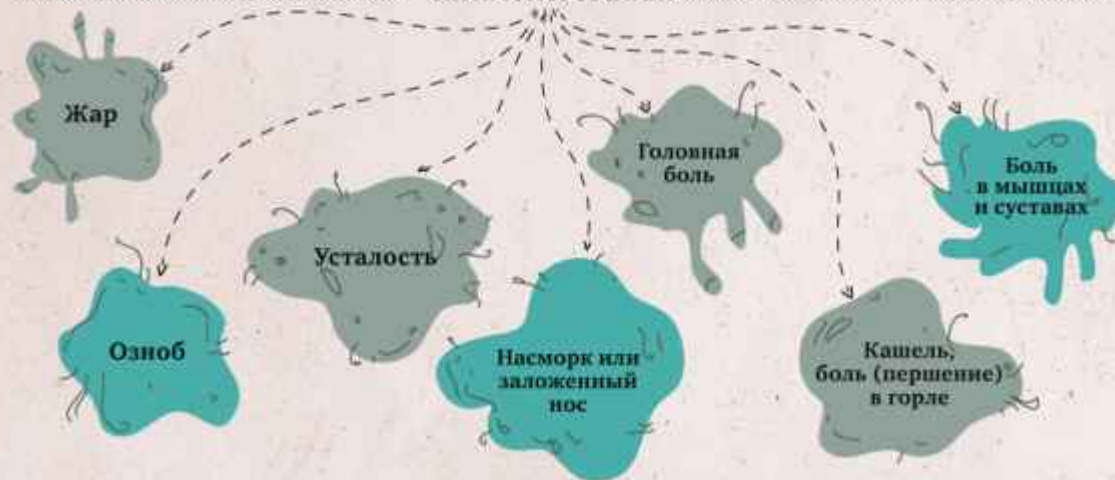 Жар
Головная
боль
Боль
в мышцах
и суставах
Усталость
Озноб
Насморк или
заложенный
нос
Кашель,
боль (першение)
в горле